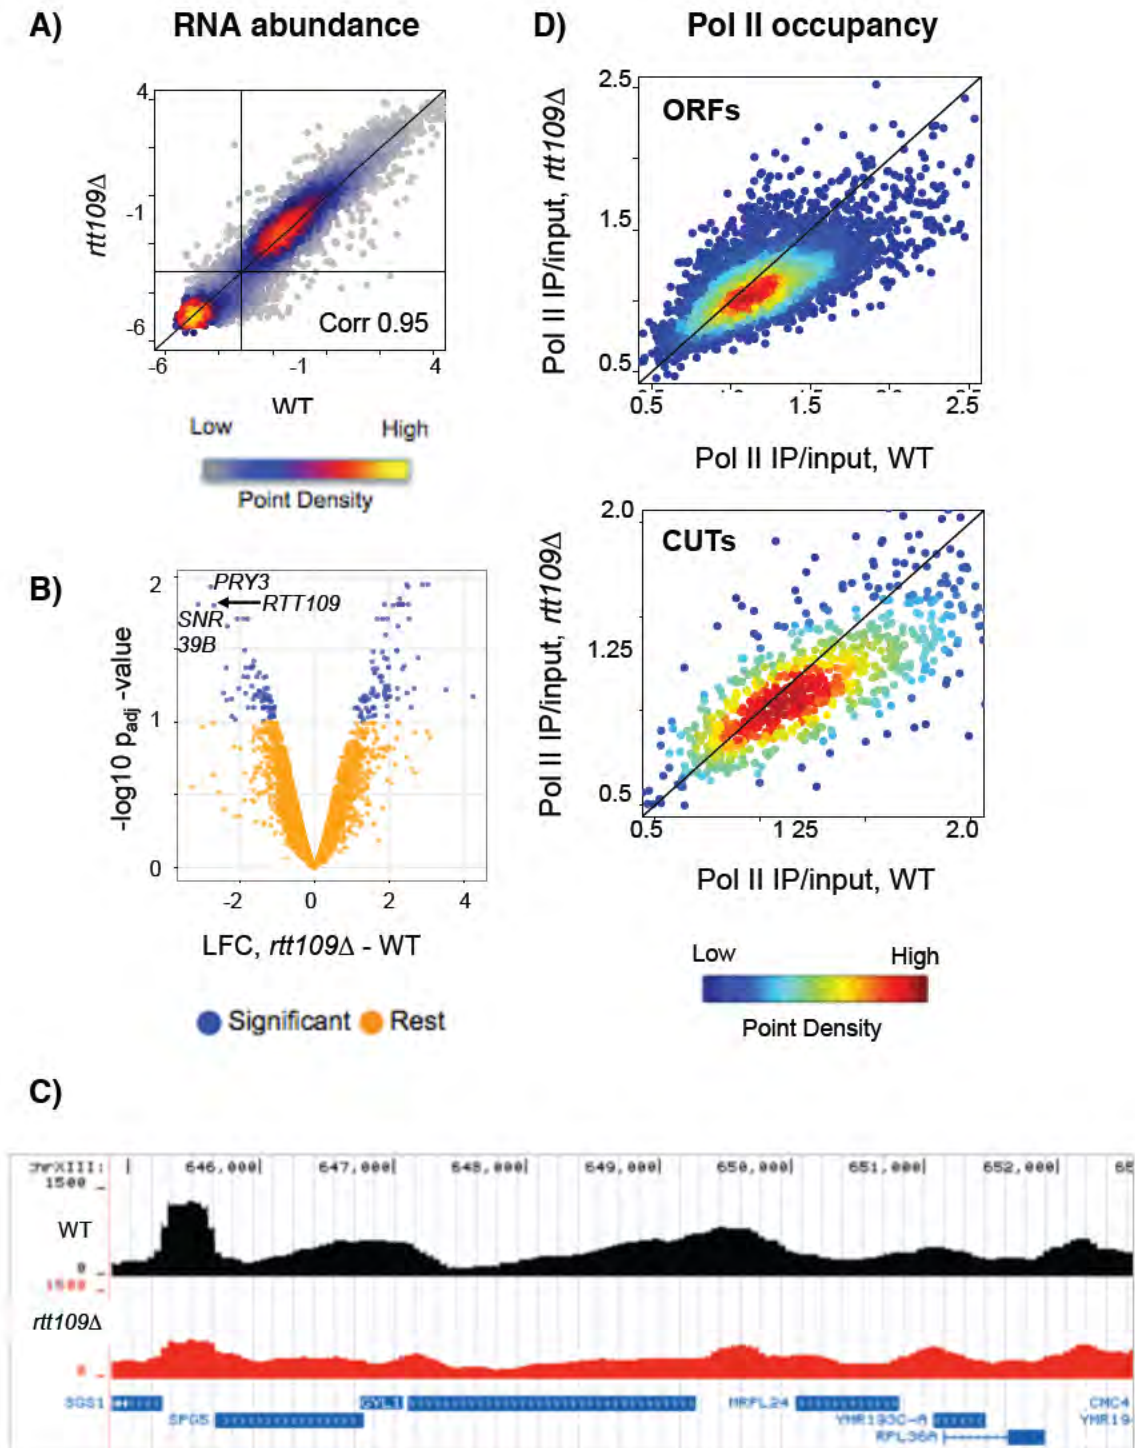 A) RNA abundance
4
-1
-6
rtt109Δ
Corr 0.95
-6 -1 4
WT
Low High
Point Density
B)
2
1
0
-log10 padj -value
PRY3
RTT109
SNR
39B
-2 0 2 4
LFC, rtt109Δ - WT
Significant Rest
D) Pol II occupancy
2.5
1.5
0.5
Pol II IP/input, rtt109Δ
ORFs
0.5 1.5 2.5
Pol II IP/input, WT
2.0
1.25
0.5
Pol II IP/input, rtt109Δ
CUTs
0.5 1 25 2.0
Pol II IP/input, WT
Low High
Point Density
C)
chrXIII: 646,000 647,000 648,000 649,000 650,000 651,000 652,000
1500
WT
0
1500
rtt109Δ
0
SGS1 GYL1 MRPL24 CMC4
SPG5 YMR193C-A YMR19
RPL36A